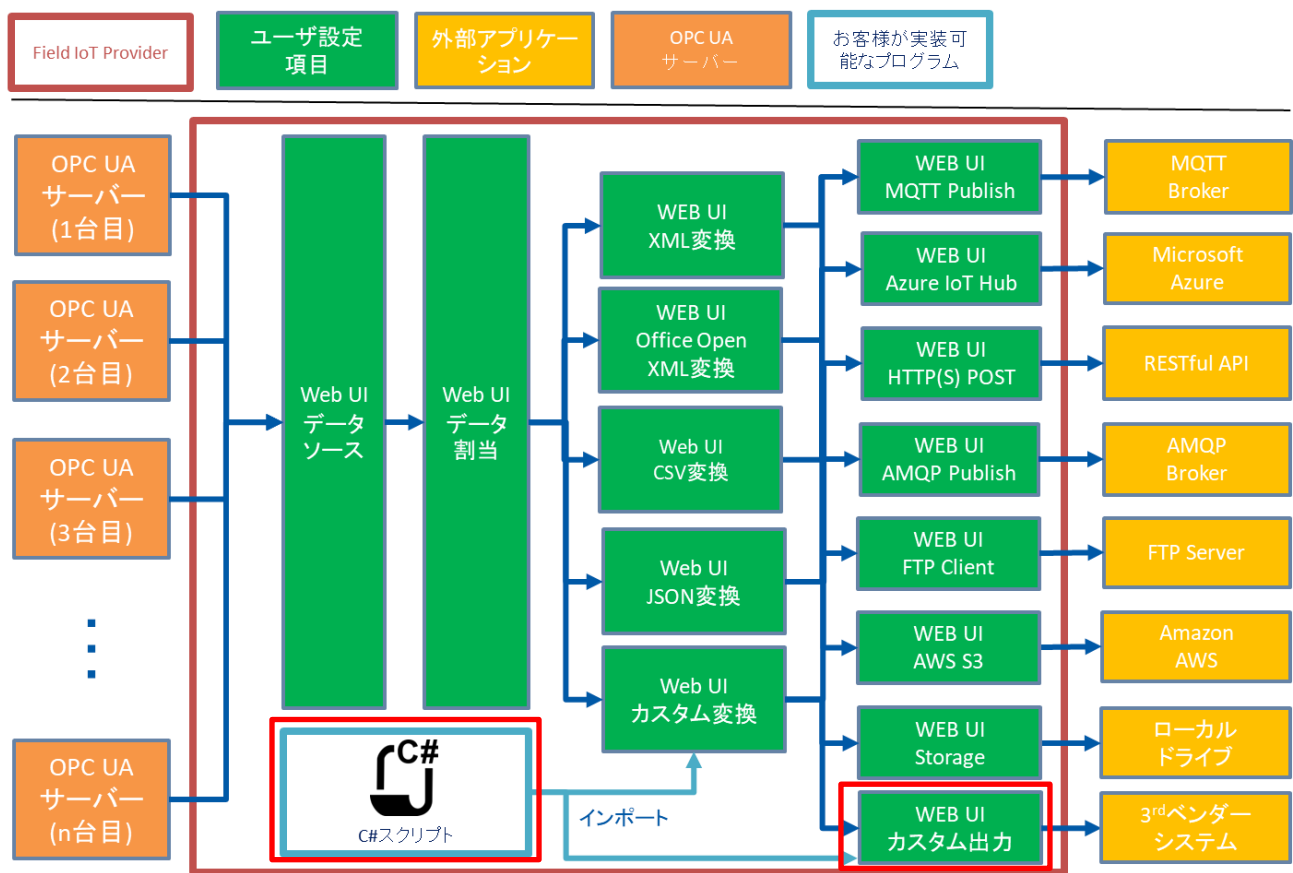 Field IoT Provider
ユーザ設定
項目
外部アプリケー
ション
OPC UA
サーバー
お客様が実装可
能なプログラム
OPC UA
サーバー
(1台目)
OPC UA
サーバー
(2台目)
OPC UA
サーバー
(3台目)
OPC UA
サーバー
(n台目)
Web UI
データ
ソース
Web UI
データ
割当
WEB UI
XML変換
WEB UI
Office Open
XML変換
Web UI
CSV変換
Web UI
JSON変換
Web UI
カスタム変換
C#
C#スクリプト
インポート
WEB UI
MQTT Publish
WEB UI
Azure IoT Hub
WEB UI
HTTP(S) POST
WEB UI
AMQP Publish
WEB UI
FTP Client
WEB UI
AWS S3
WEB UI
Storage
WEB UI
カスタム出力
MQTT
Broker
Microsoft
Azure
RESTful API
AMQP
Broker
FTP Server
Amazon
AWS
ローカル
ドライブ
3rdベンダー
システム